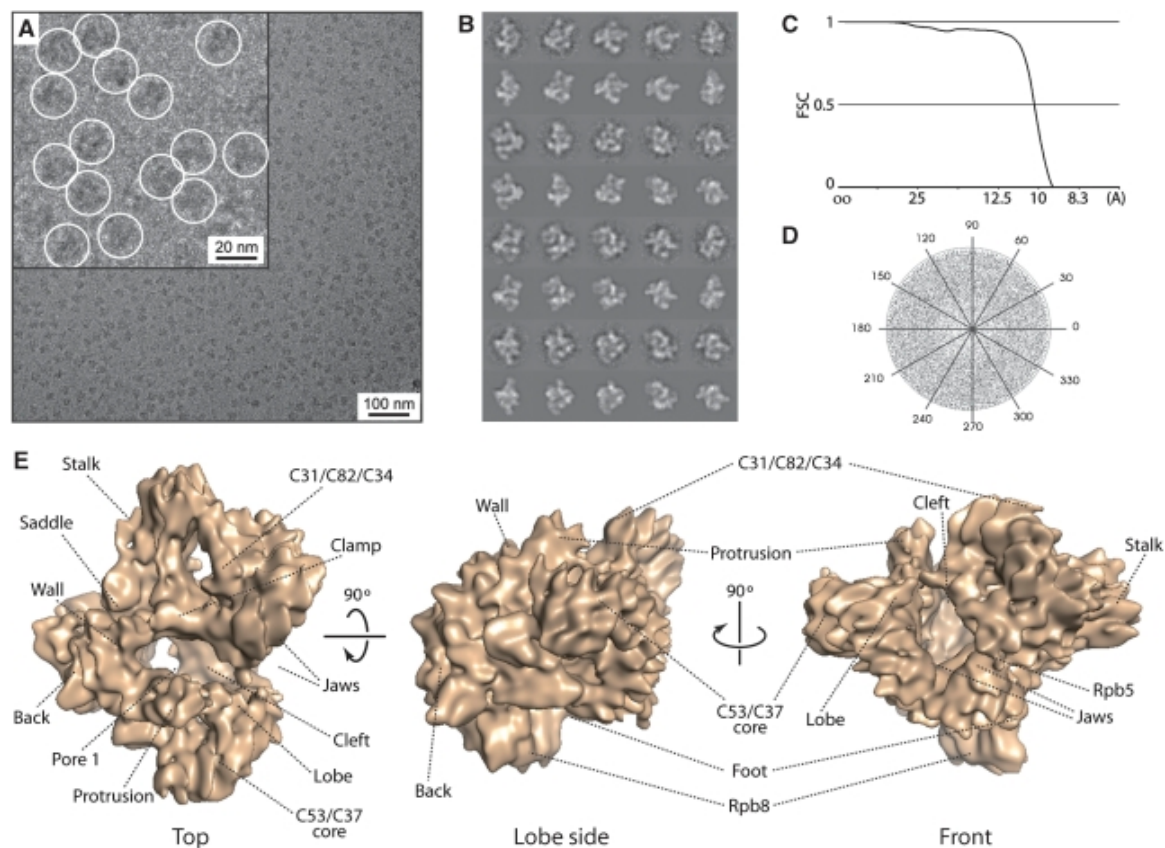 A
20 nm
100 nm
B
C
1
FSC
0.5
0
oo
25
12.5
10
8.3
(A)
D
90
120
60
150
30
180
0
210
330
240
300
270
E
Stalk
C31/C82/C34
Saddle
Clamp
Wall
90°
Jaws
Back
Cleft
Pore 1
Lobe
Protrusion
C53/C37
core
Top
C31/C82/C34
Wall
Protrusion
90°
C53/C37
core
Foot
Back
Rpb8
Lobe side
Cleft
Stalk
Rpb5
Jaws
Lobe
Front